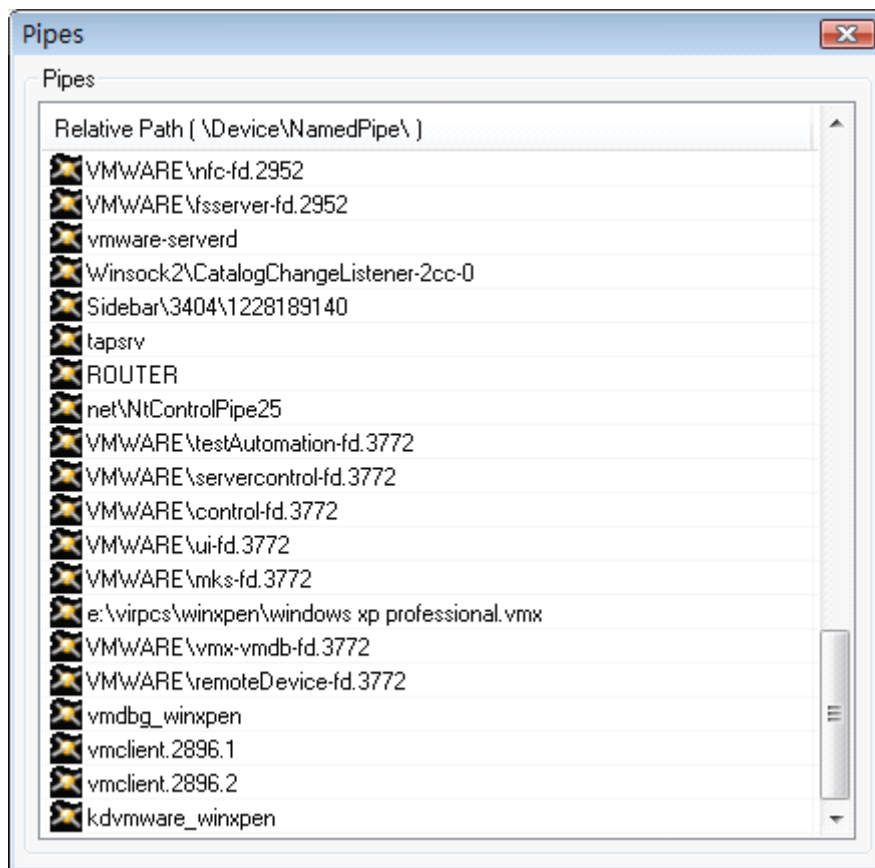 Pipes
Pipes
Relative Path ( \Device\NamedPipe\ )
VMWARE\nfc-fd.2952
VMWARE\fsserver-fd.2952
vmware-serverd
Winsock2\CatalogChangeListener-2cc-0
Sidebar\3404\1228189140
tapsrv
ROUTER
net\NtControlPipe25
VMWARE\testAutomation-fd.3772
VMWARE\servercontrol-fd.3772
VMWARE\control-fd.3772
VMWARE\ui-fd.3772
VMWARE\mks-fd.3772
e:\virpcs\winxpen\windows xp professional.vmx
VMWARE\vmx-vmdb-fd.3772
VMWARE\remoteDevice-fd.3772
vmdbg_winxpen
vmclient.2896.1
vmclient.2896.2
kdvmware_winxpen